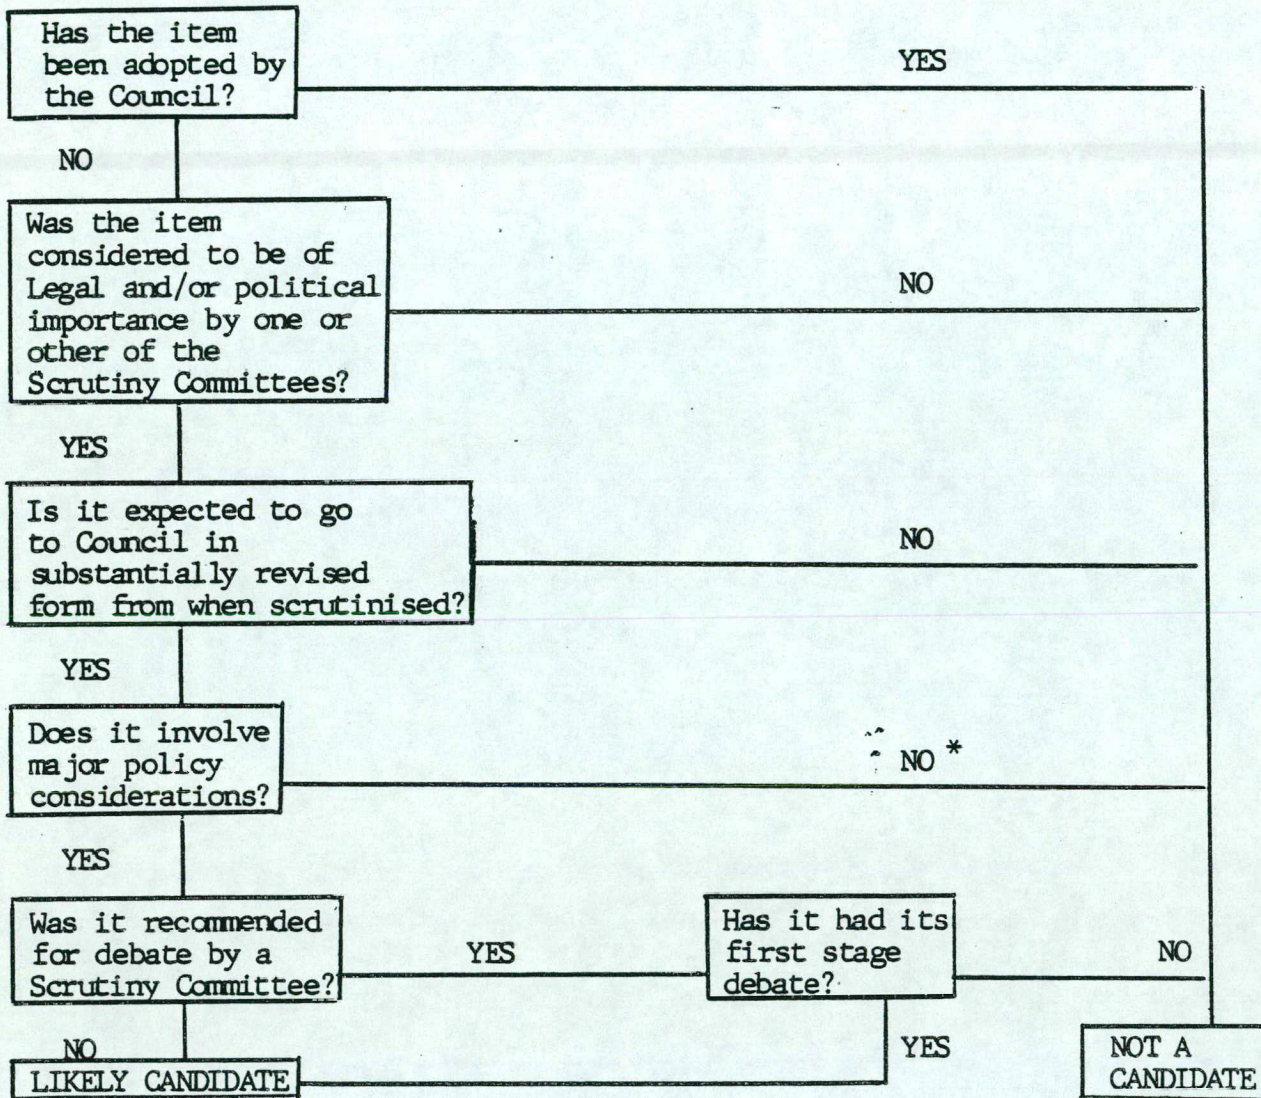 Has the item
been adopted by
the Council?
YES
NO
Was the item
considered to be of
Legal and/or political
importance by one or
other of the
Scrutiny Committees?
NO
YES
Is it expected to go
to Council in
substantially revised
form from when scrutinised?
NO
YES
Does it involve
major policy
considerations?
NO *
YES
Was it recommended
for debate by a
Scrutiny Committee?
YES
Has it had its
first stage
debate?
NO
NO
YES
LIKELY CANDIDATE
NOT A
CANDIDATE